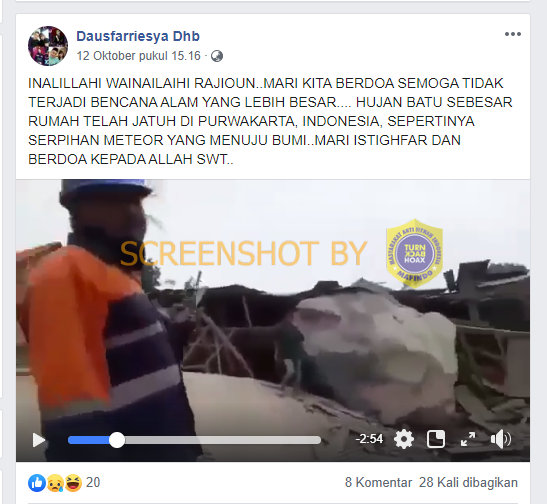 Dausfarriesya Dhb
12 Oktober pukul 15.16 ·
INALILLAHI WAINAILAIHI RAJIOUN..MARI KITA BERDOA SEMOGA TIDAK
TERJADI BENCANA ALAM YANG LEBIH BESAR.... HUJAN BATU SEBESAR
RUMAH TELAH JATUH DI PURWAKARTA, INDONESIA, SEPERTINYA
SERPIHAN METEOR YANG MENUJU BUMI..MARI ISTIGHFAR DAN
BERDOA KEPADA ALLAH SWT..
SCREENSHOT BY
MASYARAKAT ANTI FITNAH INDONESIA
TURN
BACK
HOAX
MAFINDO
-2:54
20
8 Komentar 28 Kali dibagikan